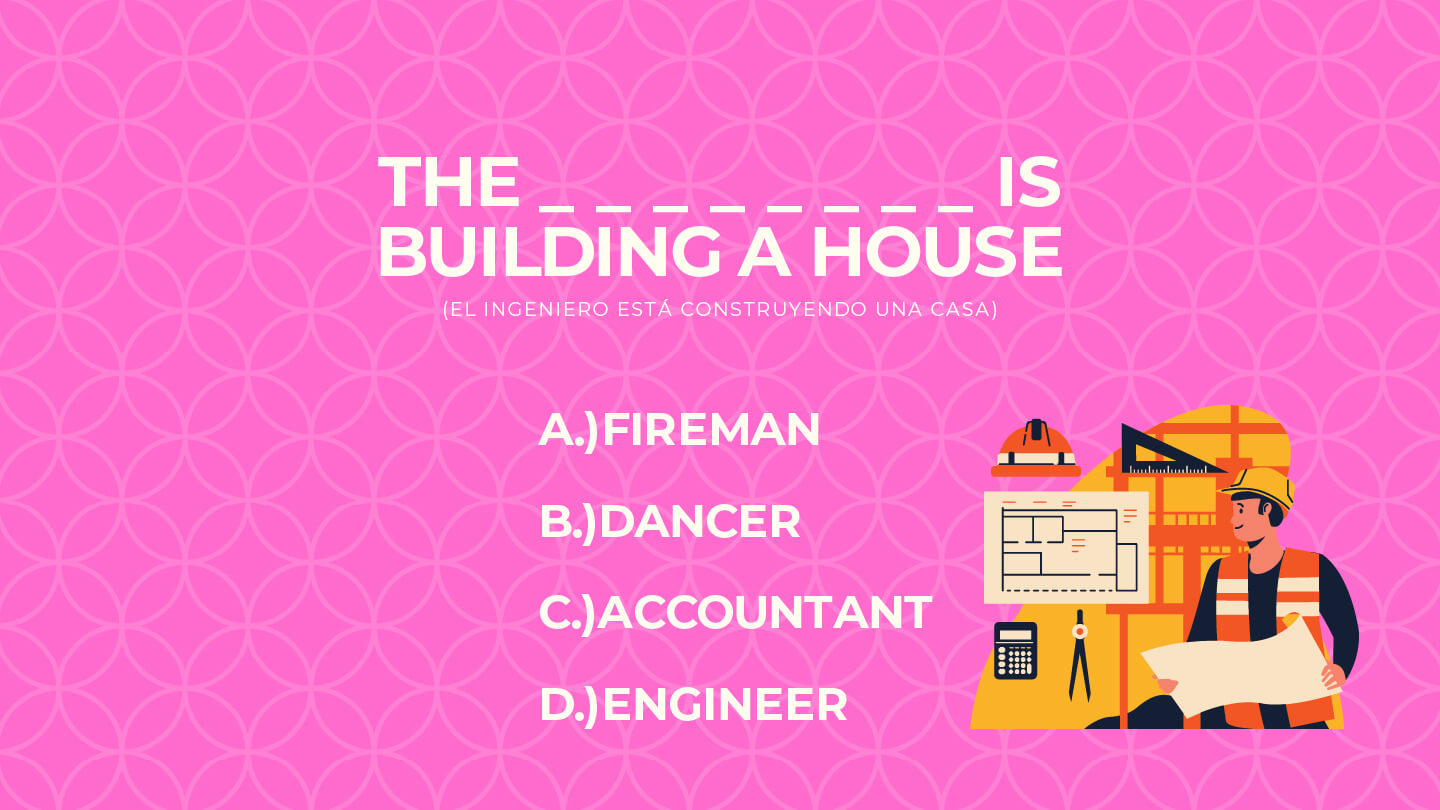 THE _ _ _ _ _ _ _ _ IS
BUILDING A HOUSE
(EL INGENIERO ESTÁ CONSTRUYENDO UNA CASA)
A.)FIREMAN
B.)DANCER
C.)ACCOUNTANT
D.)ENGINEER